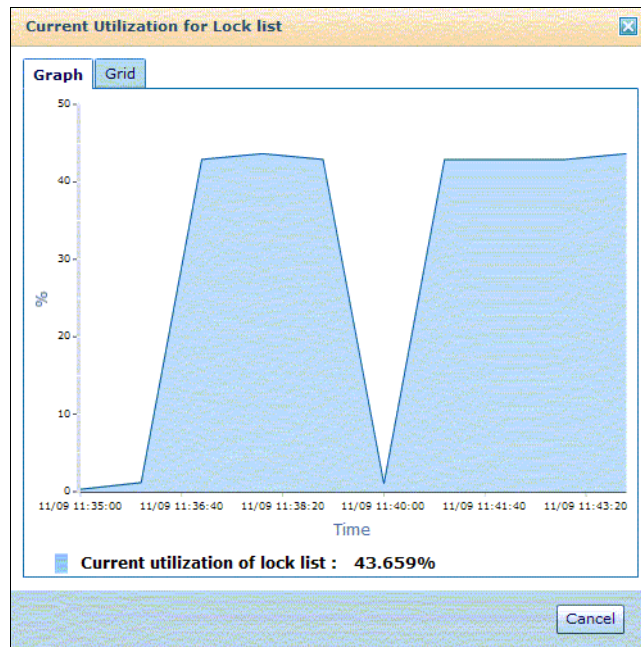 Current Utilization for Lock list
Graph Grid
50
40
30
20
10
0
%
11/09 11:35:00 11/09 11:36:40 11/09 11:38:20 11/09 11:40:00 11/09 11:41:40 11/09 11:43:20
Time
Current utilization of lock list : 43.659%
Cancel